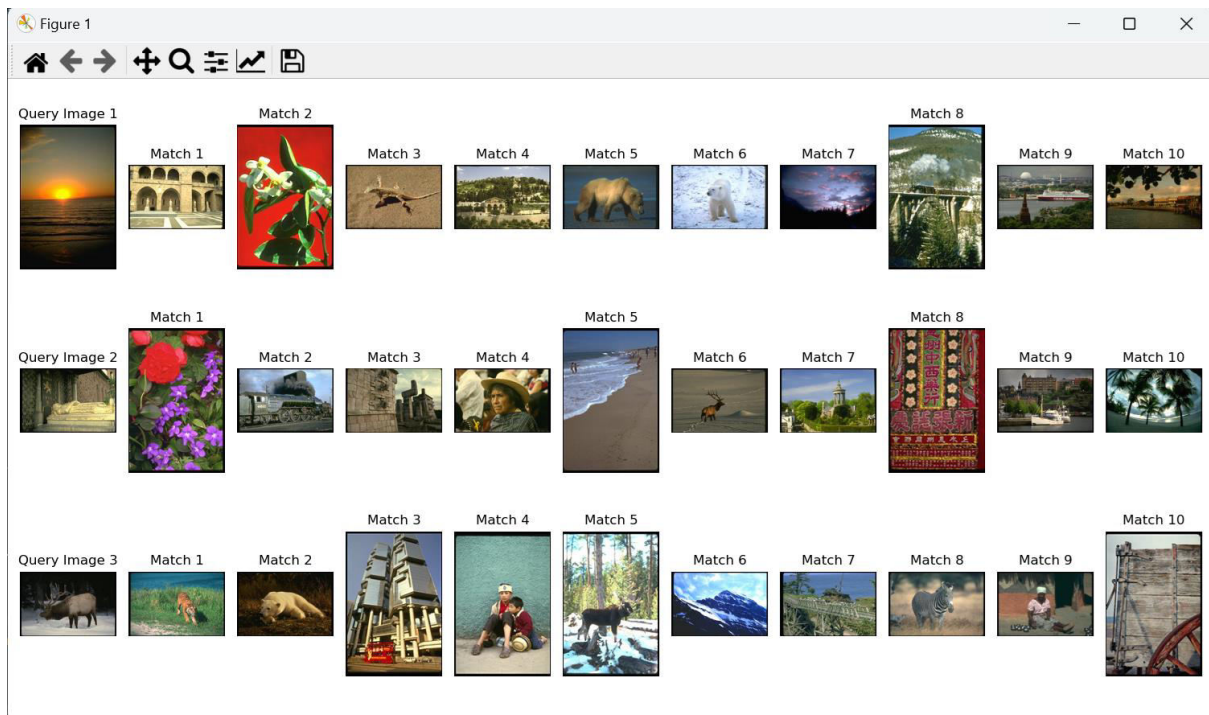 Figure 1
Query Image 1
Match 1
Match 2
Match 3
Match 4
Match 5
Match 6
Match 7
Match 8
Match 9
Match 10
Query Image 2
Match 1
Match 2
Match 3
Match 4
Match 5
Match 6
Match 7
Match 8
Match 9
Match 10
Query Image 3
Match 1
Match 2
Match 3
Match 4
Match 5
Match 6
Match 7
Match 8
Match 9
Match 10